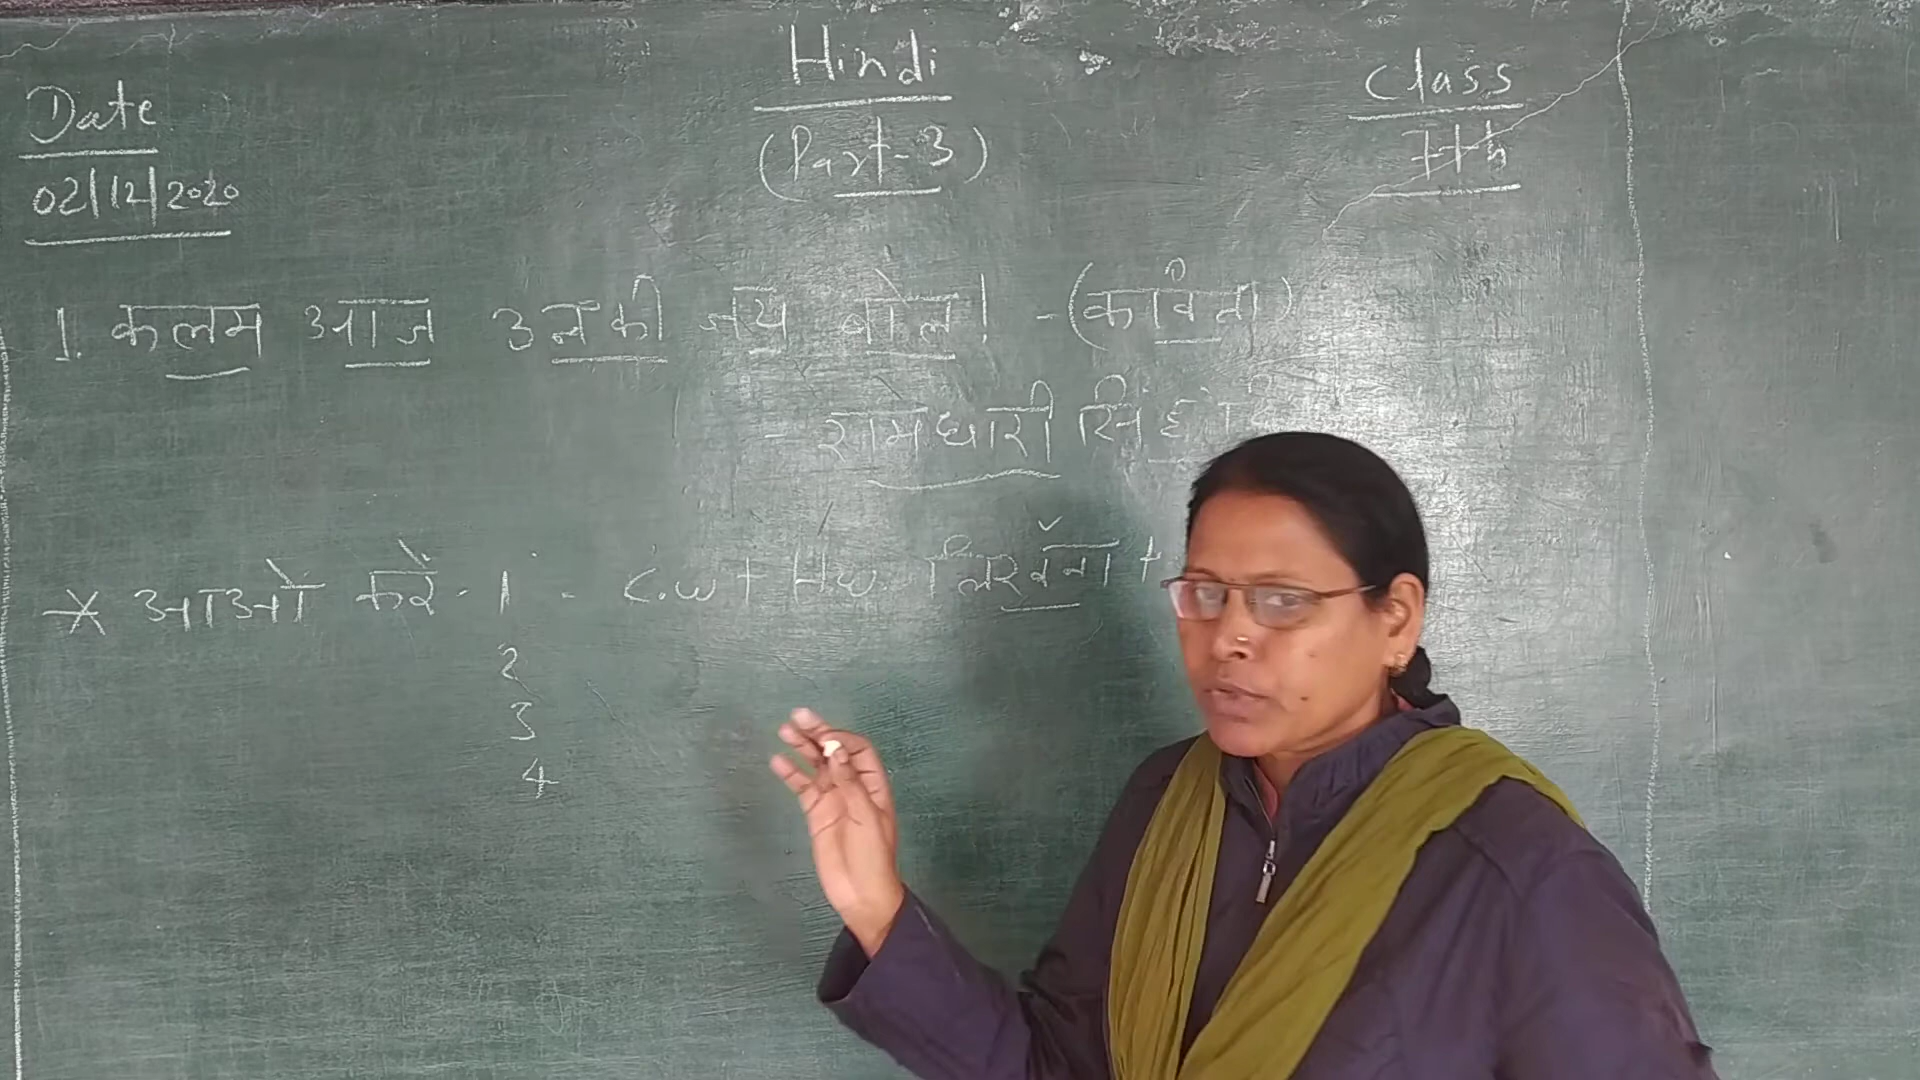 Date
02/12/2020
Hindi
(Part-3)
Class
7th
1. कलम आज उनकी जय बोल! - (कविता)
- रामधारी सिंह
* आओ करें - 1 - C.W + H.W. लिखना +
2
3
4